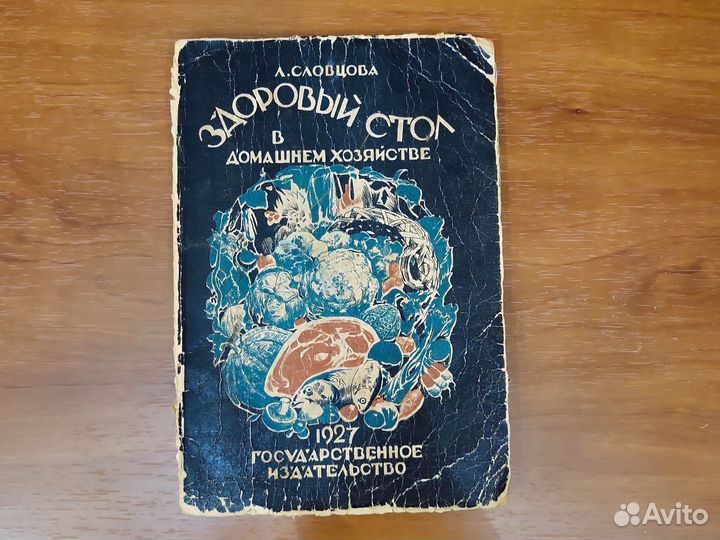 Л. СЛОВЦОВА
ЗДОРОВЫЙ СТОЛ
В
ДОМАШНЕМ ХОЗЯЙСТВЕ
1927
ГОСУДАРСТВЕННОЕ
ИЗДАТЕЛЬСТВО
Avito